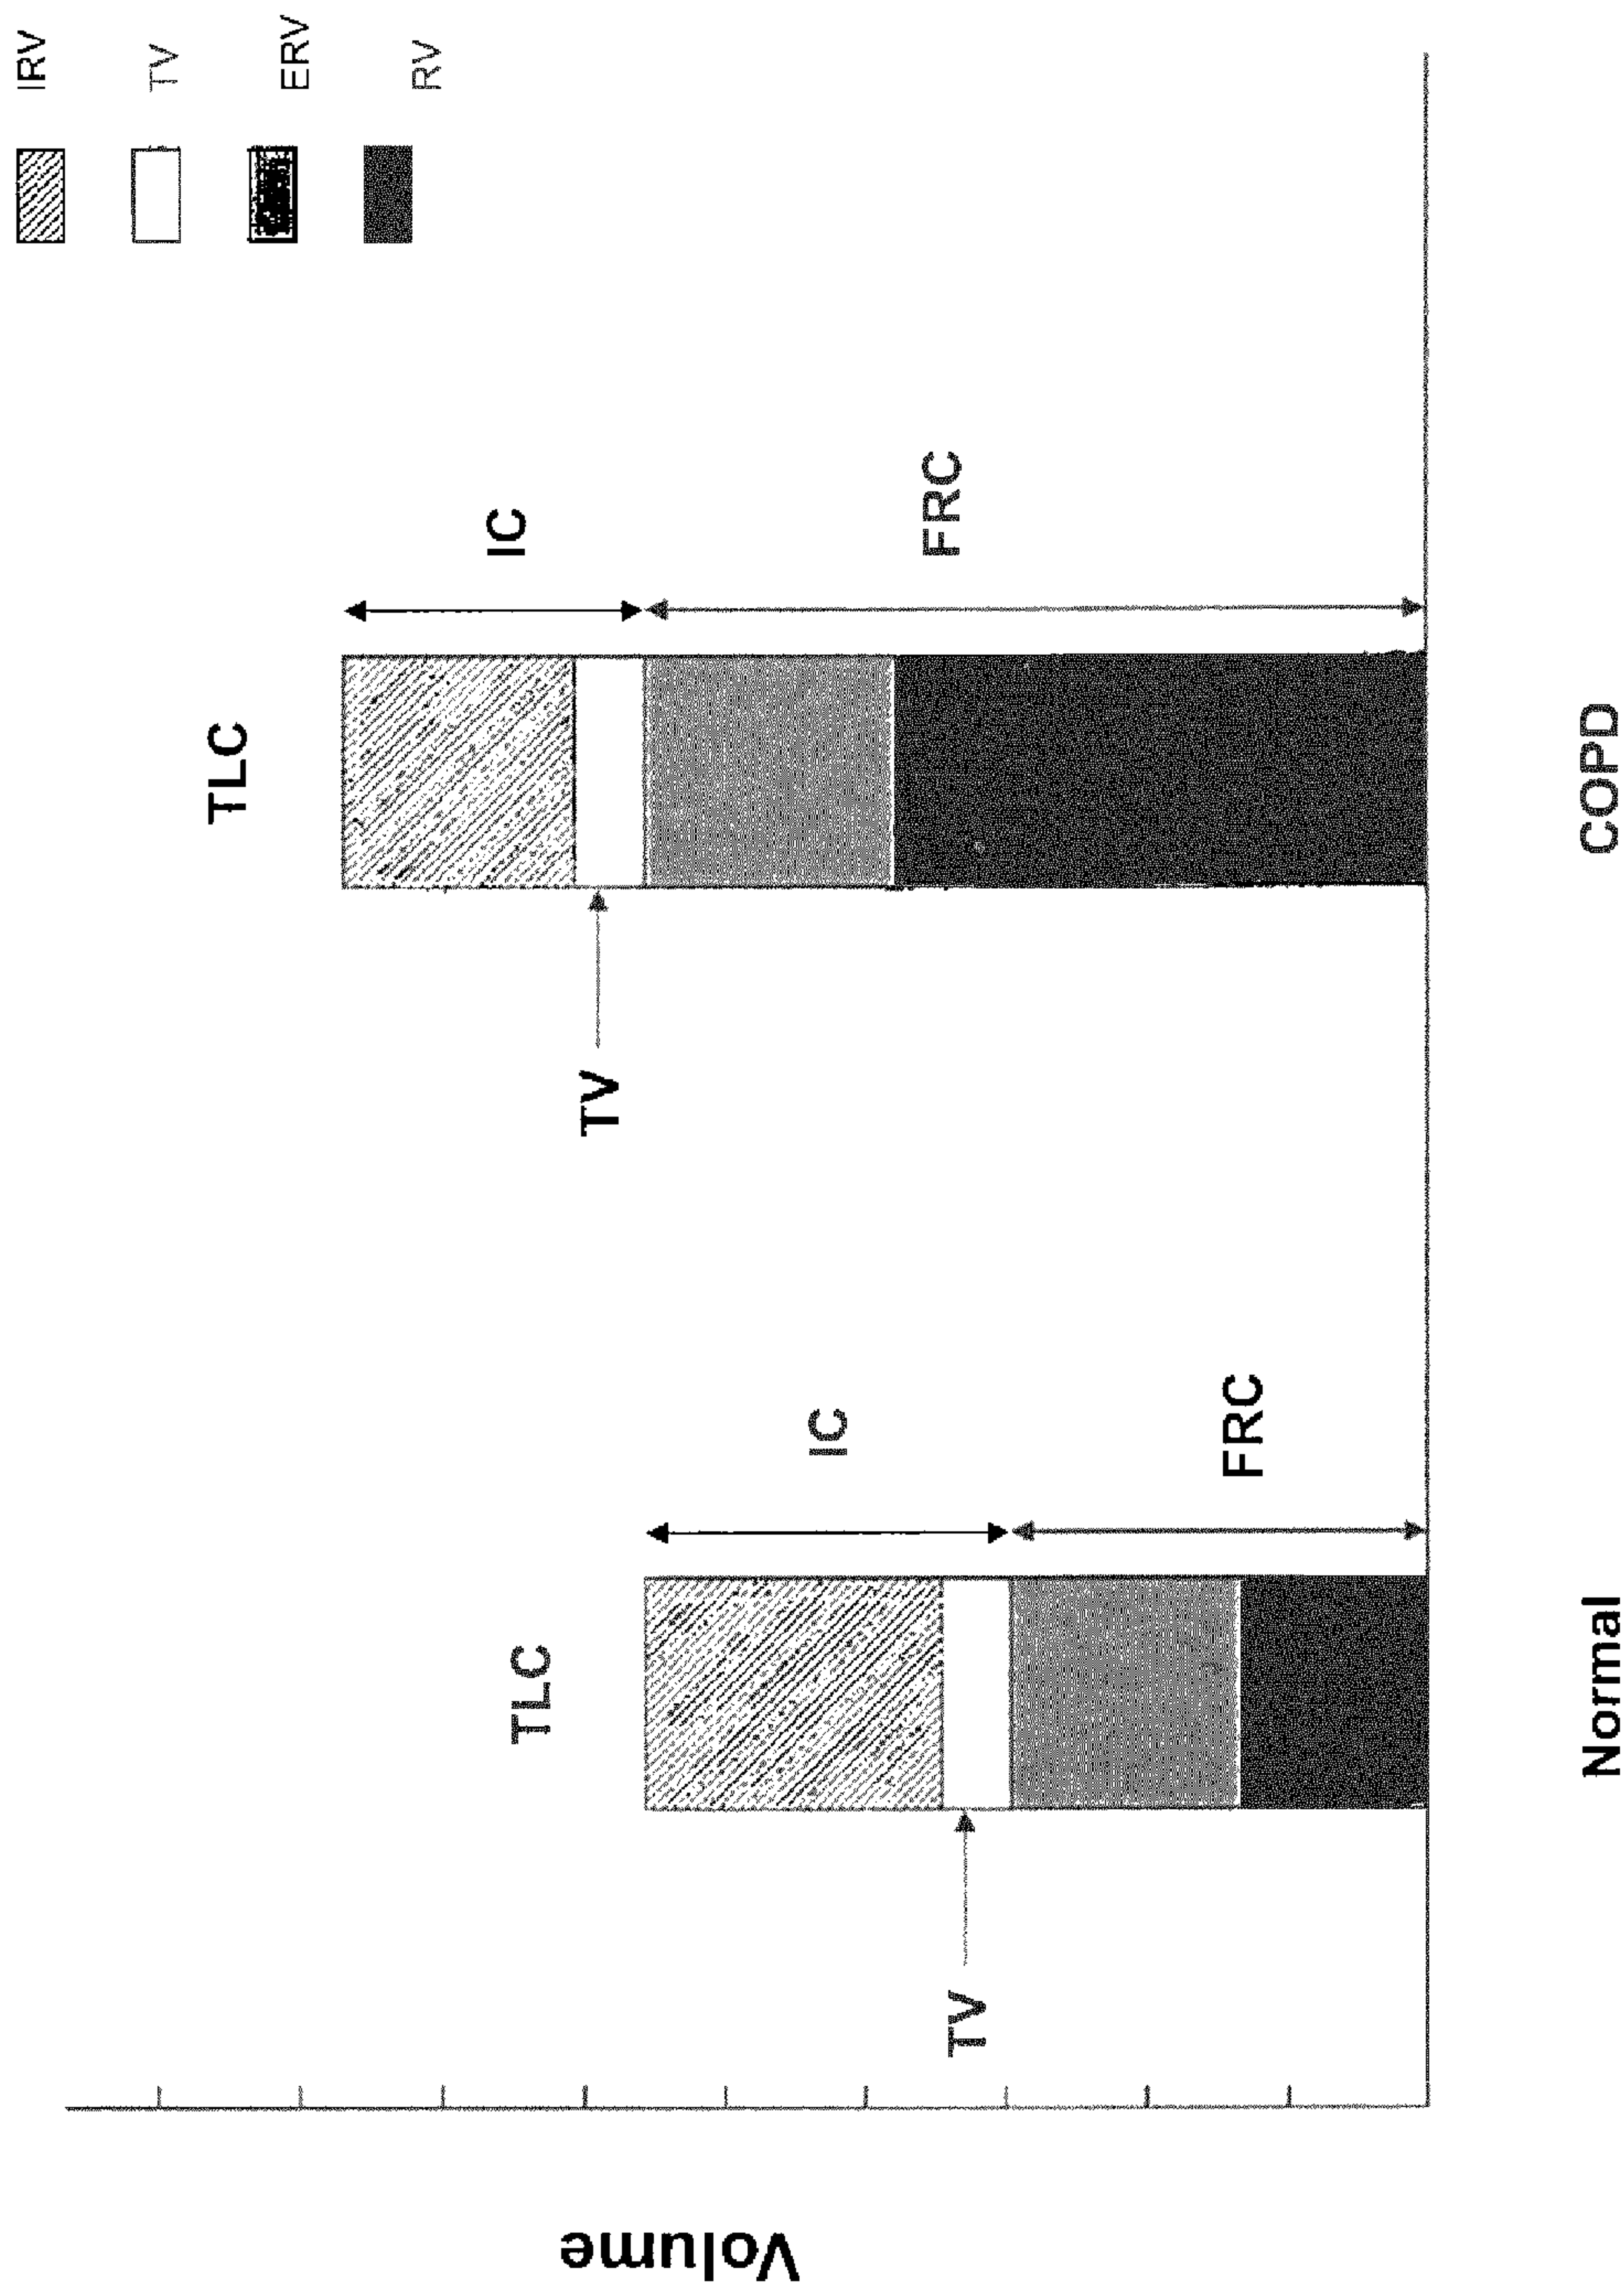 IRV
TV
ERV
RV
TLC
IC
FRC
TV
TLC
IC
FRC
TV
Volume
Normal
COPD